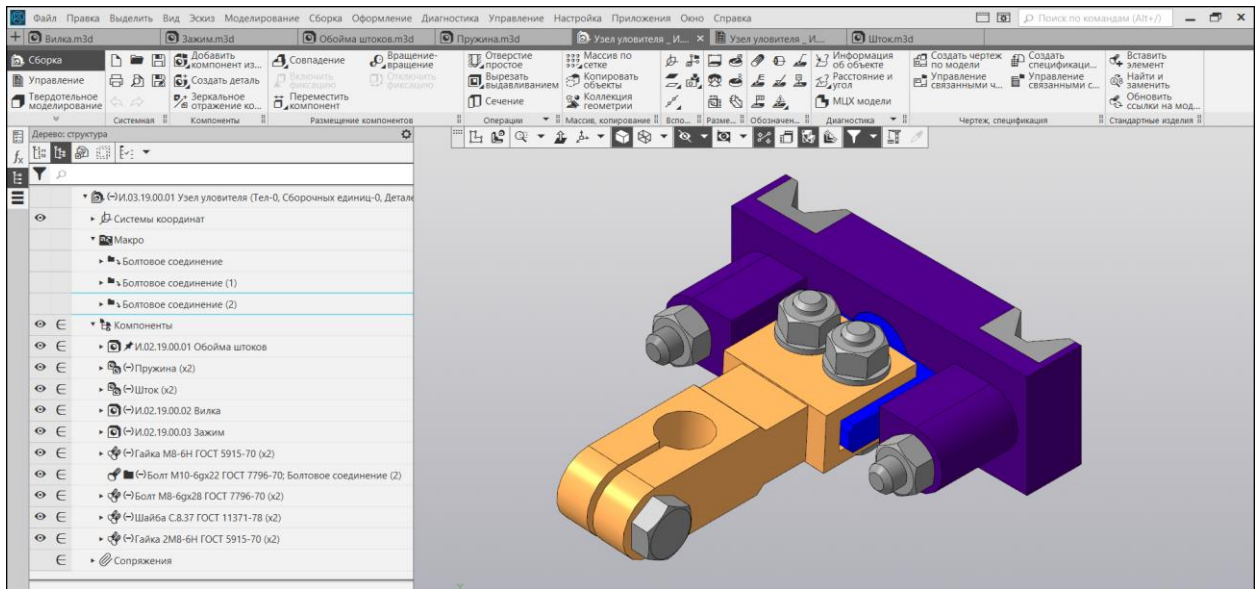 Файл Правка Выделить Вид Эскиз Моделирование Сборка Оформление Диагностика Управление Настройка Приложения Окно Справка
Поиск по командам (Alt+/)
Вилка.m3d
Зажим.m3d
Обойма штоков.m3d
Пружина.m3d
Узел уловителя _ И...
Узел уловителя _ И...
Шток.m3d
Сборка
Управление
Твердотельное моделирование
Системная
Добавить компонент из...
Создать деталь
Зеркальное отражение ко...
Компоненты
Совпадение
Вращение-вращение
Включить фиксацию
Отключить фиксацию
Переместить компонент
Размещение компонентов
Отверстие простое
Вырезать выдавливанием
Сечение
Операции
Массив по сетке
Копировать объекты
Коллекция геометрии
Массив, копирование
Вспо...
Разме...
Обозначен...
Информация об объекте
Расстояние и угол
МЦХ модели
Диагностика
Создать чертеж по модели
Управление связанными ч...
Создать спецификаци...
Управление связанными с...
Чертеж, спецификация
Вставить элемент
Найти и заменить
Обновить ссылки на мод...
Стандартные изделия
Дерево: структура
(-)И.03.19.00.01 Узел уловителя (Тел-0, Сборочных единиц-0, Детале
Системы координат
Макро
Болтовое соединение
Болтовое соединение (1)
Болтовое соединение (2)
Компоненты
И.02.19.00.01 Обойма штоков
(-)Пружина (x2)
(-)Шток (x2)
(-)И.02.19.00.02 Вилка
(-)И.02.19.00.03 Зажим
(-)Гайка М8-6Н ГОСТ 5915-70 (x2)
(-)Болт М10-6gx22 ГОСТ 7796-70; Болтовое соединение (2)
(-)Болт М8-6gx28 ГОСТ 7796-70 (x2)
(-)Шайба С.8.37 ГОСТ 11371-78 (x2)
(-)Гайка 2М8-6Н ГОСТ 5915-70 (x2)
Сопряжения